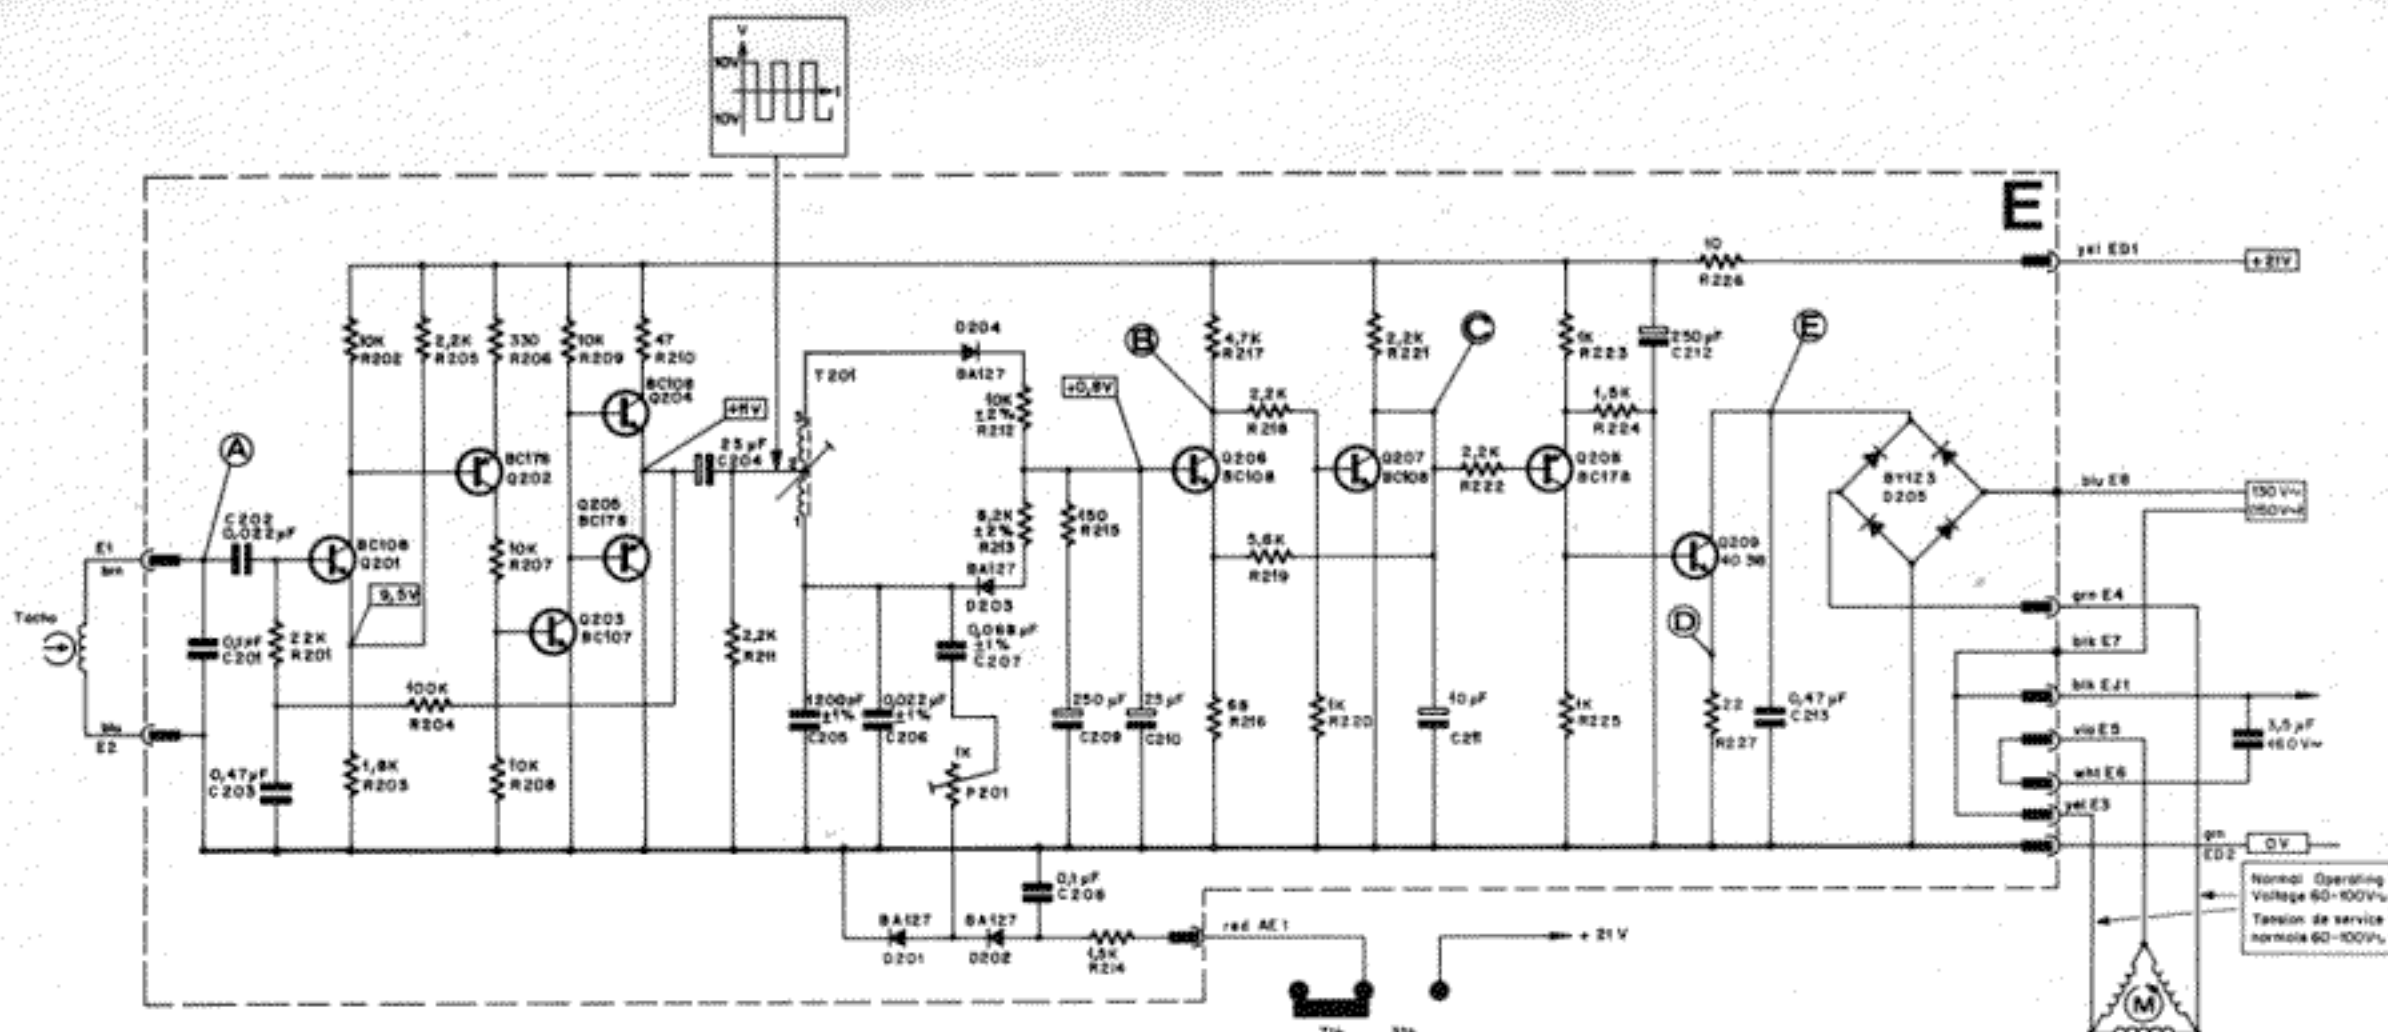 V
10V
10V
t
E
yel ED1
+21V
10
R226
10K
R202
2,2K
R205
330
R206
10K
R209
47
R210
BC108
Q204
+11V
25 µF
C204
T201
3
2
1
D204
BA127
10K
±2%
R212
8,2K
±2%
R213
BA127
D203
+0,8V
B
4,7K
R217
2,2K
R218
2,2K
R221
C
1K
R223
250µF
C212
E
1,5K
R224
A
C202
0,022µF
BC178
Q202
Q205
BC178
Q206
BC108
Q207
BC108
2,2K
R222
Q208
BC178
BY123
D205
blu E8
130V~
E1
brn
BC108
Q201
9,5V
10K
R207
Q203
BC107
150
R215
5,6K
R219
Q209
D
grn E4
blk E7
Tacho
0,1µF
C201
22K
R201
100K
R204
2,2K
R211
0,068µF
±1%
C207
1200pF
±1%
C205
0,022µF
±1%
C206
250µF
C209
25µF
C210
68
R216
1K
R220
10µF
C211
1K
R225
22
R227
0,47µF
C213
blk EJ1
3,5µF
160V~
vio E5
wht E6
yel E3
blu
E2
0,47µF
C203
1,8K
R203
10K
R208
1K
P201
grn
ED2
0V
0,1µF
C208
BA127
D201
BA127
D202
1,5K
R214
red AE1
+21V
Normal Operating
Voltage 60-100V~
Tension de service
normale 60-100V~
M